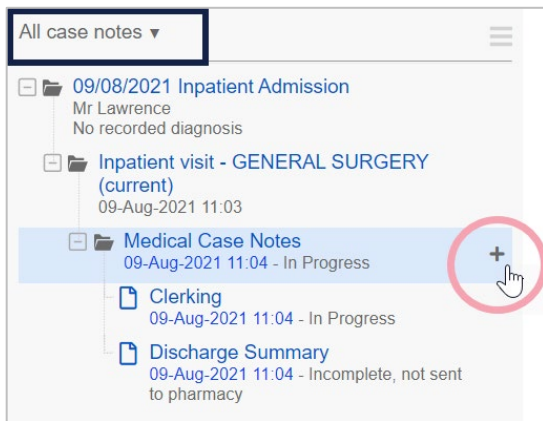 All case notes ▾
09/08/2021 Inpatient Admission
Mr Lawrence
No recorded diagnosis
Inpatient visit - GENERAL SURGERY
(current)
09-Aug-2021 11:03
Medical Case Notes
09-Aug-2021 11:04 - In Progress
Clerking
09-Aug-2021 11:04 - In Progress
Discharge Summary
09-Aug-2021 11:04 - Incomplete, not sent
to pharmacy